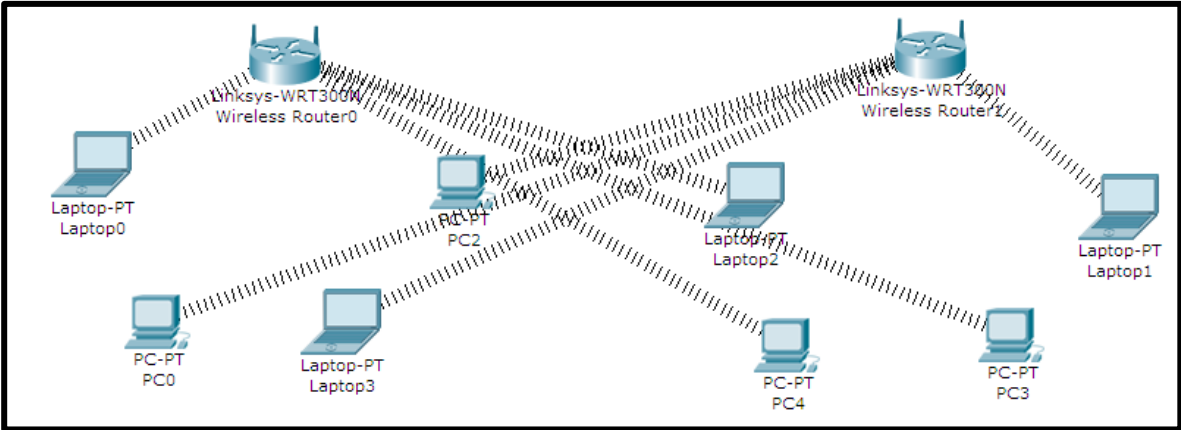 Linksys-WRT300N
Wireless Router0
Linksys-WRT300N
Wireless Router1
Laptop-PT
Laptop0
PC-PT
PC2
Laptop-PT
Laptop2
Laptop-PT
Laptop1
PC-PT
PC0
Laptop-PT
Laptop3
PC-PT
PC4
PC-PT
PC3